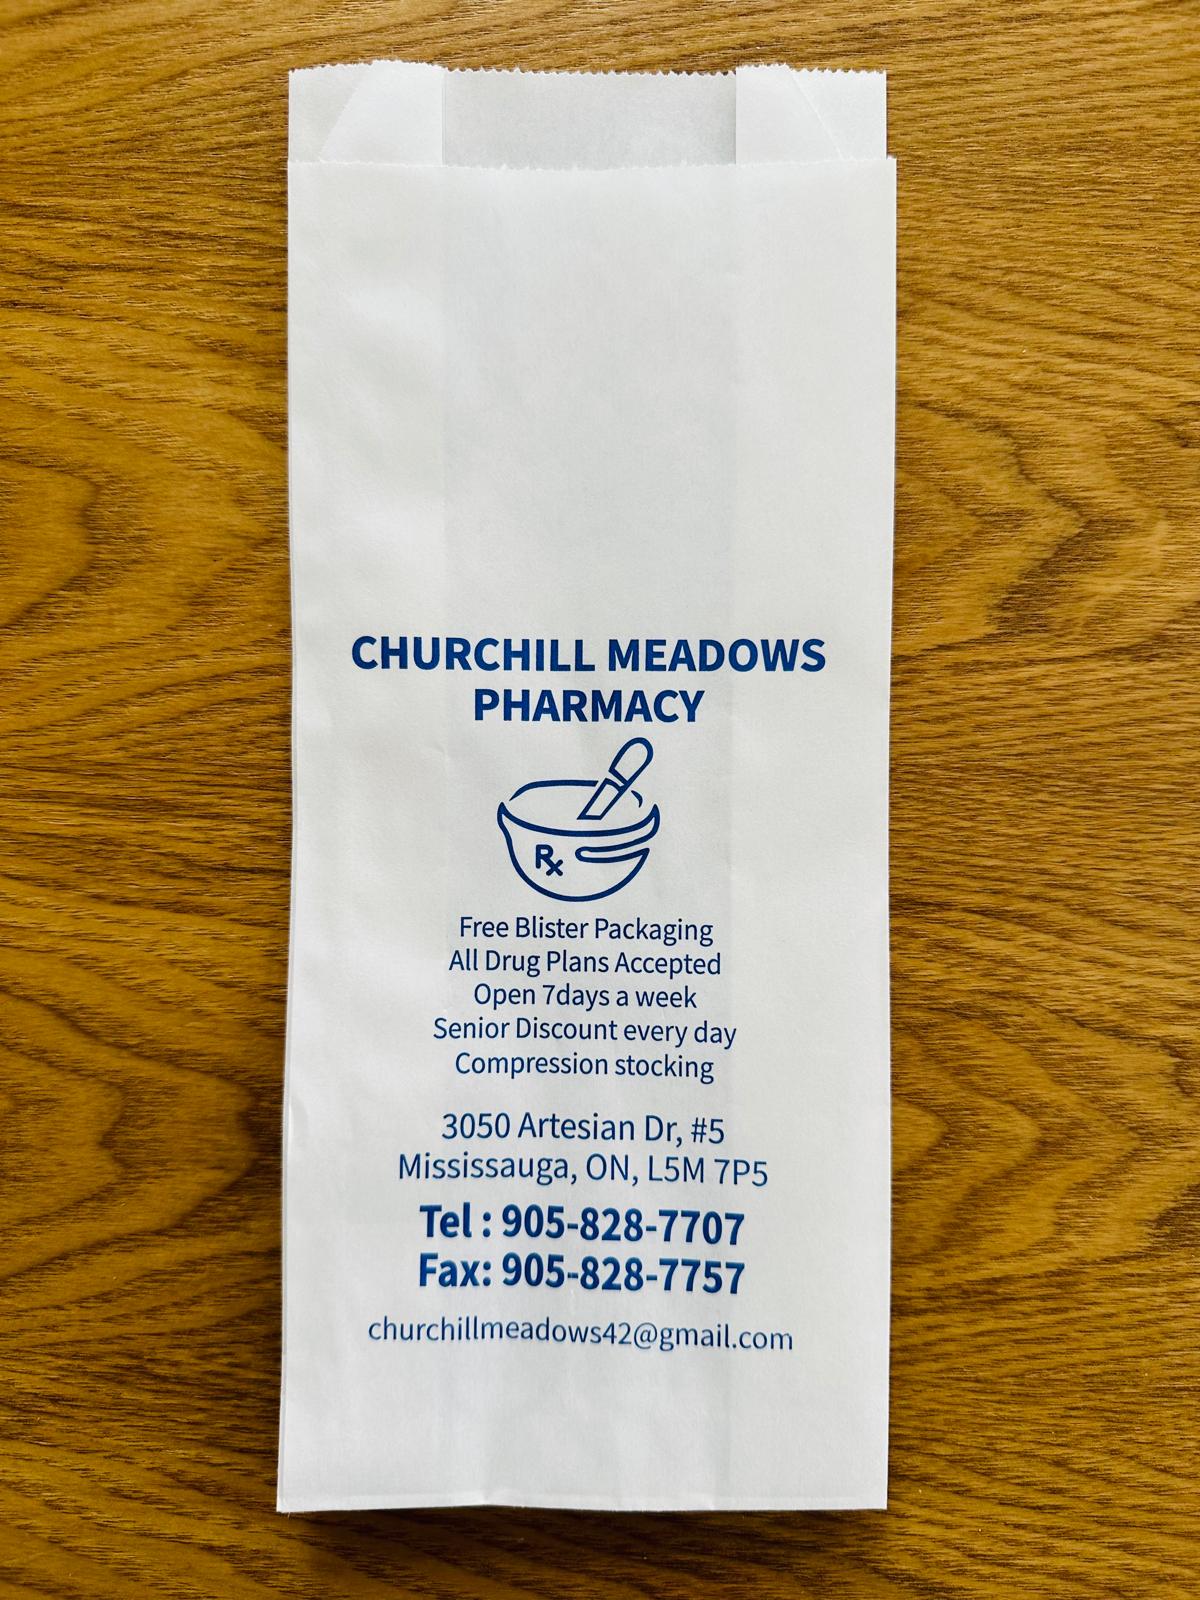 CHURCHILL MEADOWS
PHARMACY
Rx
Free Blister Packaging
All Drug Plans Accepted
Open 7days a week
Senior Discount every day
Compression stocking
3050 Artesian Dr, #5
Mississauga, ON, L5M 7P5
Tel : 905-828-7707
Fax: 905-828-7757
churchillmeadows42@gmail.com